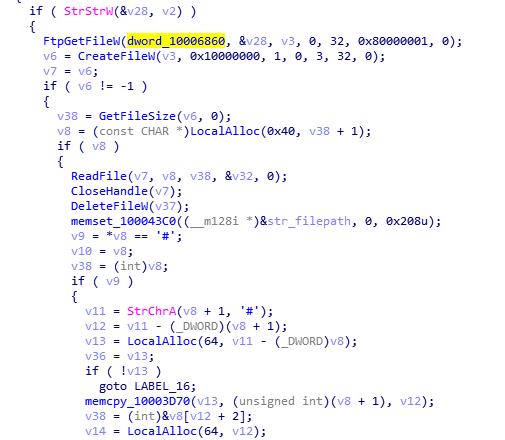 if ( StrStrW(&v28, v2) )
{
FtpGetFileW(dword_10006860, &v28, v3, 0, 32, 0x80000001, 0);
v6 = CreateFileW(v3, 0x10000000, 1, 0, 3, 32, 0);
v7 = v6;
if ( v6 != -1 )
{
v38 = GetFileSize(v6, 0);
v8 = (const CHAR *)LocalAlloc(0x40, v38 + 1);
if ( v8 )
{
ReadFile(v7, v8, v38, &v32, 0);
CloseHandle(v7);
DeleteFileW(v37);
memset_100043C0((__m128i *)&str_filepath, 0, 0x208u);
v9 = *v8 == '#';
v10 = v8;
v38 = (int)v8;
if ( v9 )
{
v11 = StrChrA(v8 + 1, '#');
v12 = v11 - (_DWORD)(v8 + 1);
v13 = LocalAlloc(64, v11 - (_DWORD)v8);
v36 = v13;
if ( !v13 )
goto LABEL_16;
memcpy_10003D70(v13, (unsigned int)(v8 + 1), v12);
v38 = (int)&v8[v12 + 2];
v14 = LocalAlloc(64, v12);